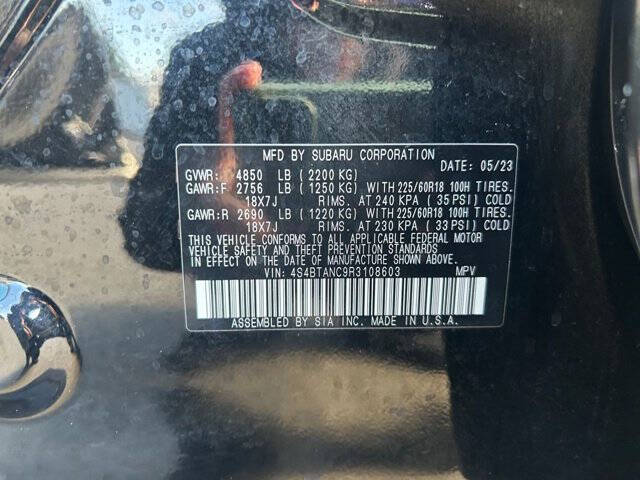 MFD BY SUBARU CORPORATION
DATE: 05/23
GVWR: 4850 LB (2200 KG)
GAWR:F 2756 LB (1250 KG) WITH 225/60R18 100H TIRES.
18X7J RIMS. AT 240 KPA (35 PSI) COLD
GAWR:R 2690 LB (1220 KG) WITH 225/60R18 100H TIRES.
18X7J RIMS. AT 230 KPA (33 PSI) COLD
THIS VEHICLE CONFORMS TO ALL APPLICABLE FEDERAL MOTOR
VEHICLE SAFETY AND THEFT PREVENTION STANDARDS
IN EFFECT ON THE DATE OF MANUFACTURE SHOWN ABOVE.
VIN: 4S4BTANC9R3108603 MPV
ASSEMBLED BY SIA INC. MADE IN U.S.A.